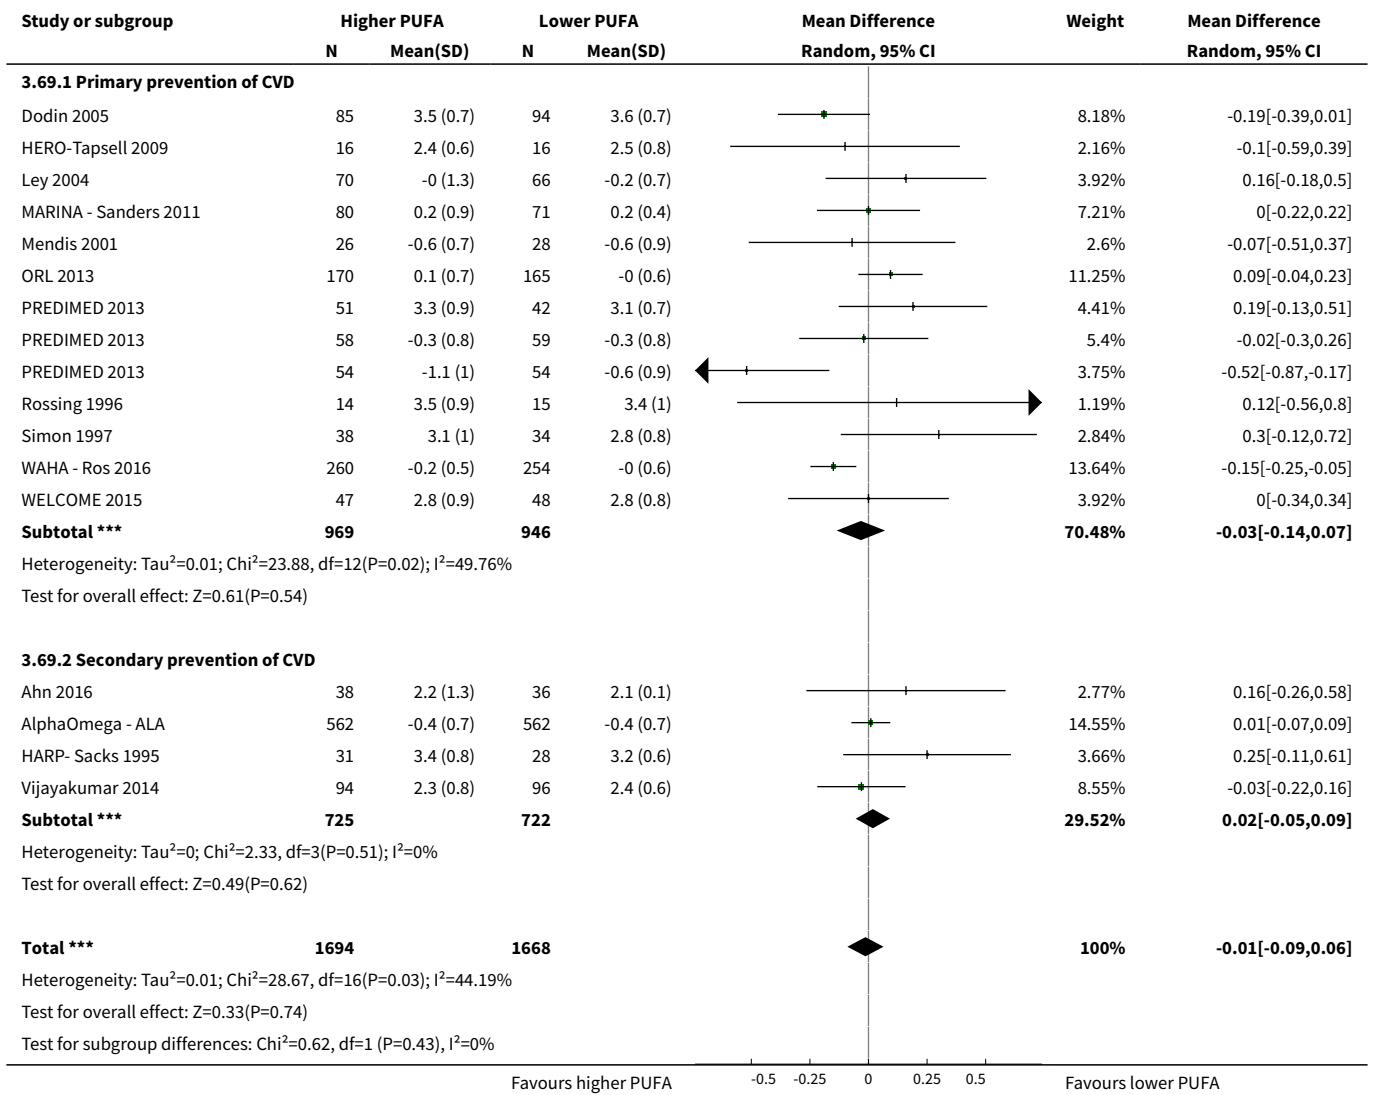 Study or subgroup Higher PUFA Lower PUFA Mean Difference Weight Mean Difference
N Mean(SD) N Mean(SD) Random, 95% CI Random, 95% CI
3.69.1 Primary prevention of CVD
Dodin 2005 85 3.5 (0.7) 94 3.6 (0.7) 8.18% -0.19[-0.39,0.01]
HERO-Tapsell 2009 16 2.4 (0.6) 16 2.5 (0.8) 2.16% -0.1[-0.59,0.39]
Ley 2004 70 -0 (1.3) 66 -0.2 (0.7) 3.92% 0.16[-0.18,0.5]
MARINA - Sanders 2011 80 0.2 (0.9) 71 0.2 (0.4) 7.21% 0[-0.22,0.22]
Mendis 2001 26 -0.6 (0.7) 28 -0.6 (0.9) 2.6% -0.07[-0.51,0.37]
ORL 2013 170 0.1 (0.7) 165 -0 (0.6) 11.25% 0.09[-0.04,0.23]
PREDIMED 2013 51 3.3 (0.9) 42 3.1 (0.7) 4.41% 0.19[-0.13,0.51]
PREDIMED 2013 58 -0.3 (0.8) 59 -0.3 (0.8) 5.4% -0.02[-0.3,0.26]
PREDIMED 2013 54 -1.1 (1) 54 -0.6 (0.9) 3.75% -0.52[-0.87,-0.17]
Rossing 1996 14 3.5 (0.9) 15 3.4 (1) 1.19% 0.12[-0.56,0.8]
Simon 1997 38 3.1 (1) 34 2.8 (0.8) 2.84% 0.3[-0.12,0.72]
WAHA - Ros 2016 260 -0.2 (0.5) 254 -0 (0.6) 13.64% -0.15[-0.25,-0.05]
WELCOME 2015 47 2.8 (0.9) 48 2.8 (0.8) 3.92% 0[-0.34,0.34]
Subtotal *** 969 946 70.48% -0.03[-0.14,0.07]
Heterogeneity: Tau²=0.01; Chi²=23.88, df=12(P=0.02); I²=49.76%
Test for overall effect: Z=0.61(P=0.54)
3.69.2 Secondary prevention of CVD
Ahn 2016 38 2.2 (1.3) 36 2.1 (0.1) 2.77% 0.16[-0.26,0.58]
AlphaOmega - ALA 562 -0.4 (0.7) 562 -0.4 (0.7) 14.55% 0.01[-0.07,0.09]
HARP- Sacks 1995 31 3.4 (0.8) 28 3.2 (0.6) 3.66% 0.25[-0.11,0.61]
Vijayakumar 2014 94 2.3 (0.8) 96 2.4 (0.6) 8.55% -0.03[-0.22,0.16]
Subtotal *** 725 722 29.52% 0.02[-0.05,0.09]
Heterogeneity: Tau²=0; Chi²=2.33, df=3(P=0.51); I²=0%
Test for overall effect: Z=0.49(P=0.62)
Total *** 1694 1668 100% -0.01[-0.09,0.06]
Heterogeneity: Tau²=0.01; Chi²=28.67, df=16(P=0.03); I²=44.19%
Test for overall effect: Z=0.33(P=0.74)
Test for subgroup differences: Chi²=0.62, df=1 (P=0.43), I²=0%
Favours higher PUFA -0.5 -0.25 0 0.25 0.5 Favours lower PUFA